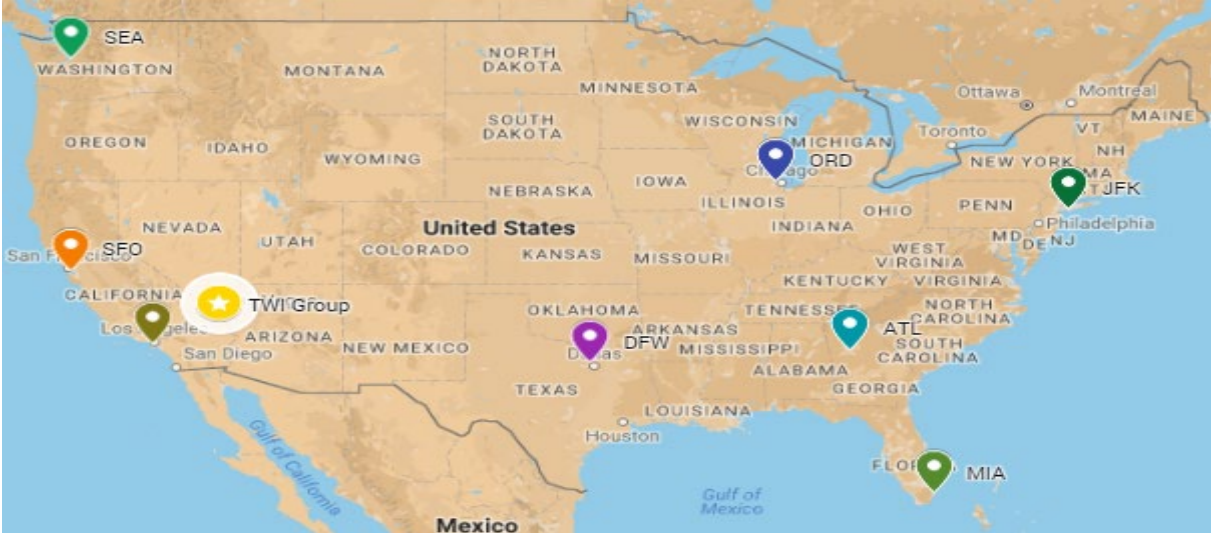 SEA
WASHINGTON
MONTANA
NORTH
DAKOTA
MINNESOTA
Ottawa
Montreal
MAINE
OREGON
IDAHO
SOUTH
DAKOTA
WISCONSIN
MICHIGAN
Toronto
VT
NH
WYOMING
ORD
NEW YORK
MA
JFK
NEBRASKA
IOWA
ILLINOIS
INDIANA
OHIO
PENN
Philadelphia
NEVADA
UTAH
COLORADO
United States
KANSAS
MISSOURI
WEST
VIRGINIA
MD
DE
NJ
SFO
KENTUCKY
VIRGINIA
CALIFORNIA
TWI Group
OKLAHOMA
TENNESSEE
NORTH
CAROLINA
Los Angeles
ARIZONA
NEW MEXICO
DFW
Dallas
ARKANSAS
MISSISSIPPI
ATL
SOUTH
CAROLINA
San Diego
TEXAS
ALABAMA
GEORGIA
LOUISIANA
Houston
Gulf of California
FLORIDA
MIA
Gulf of
Mexico
Mexico